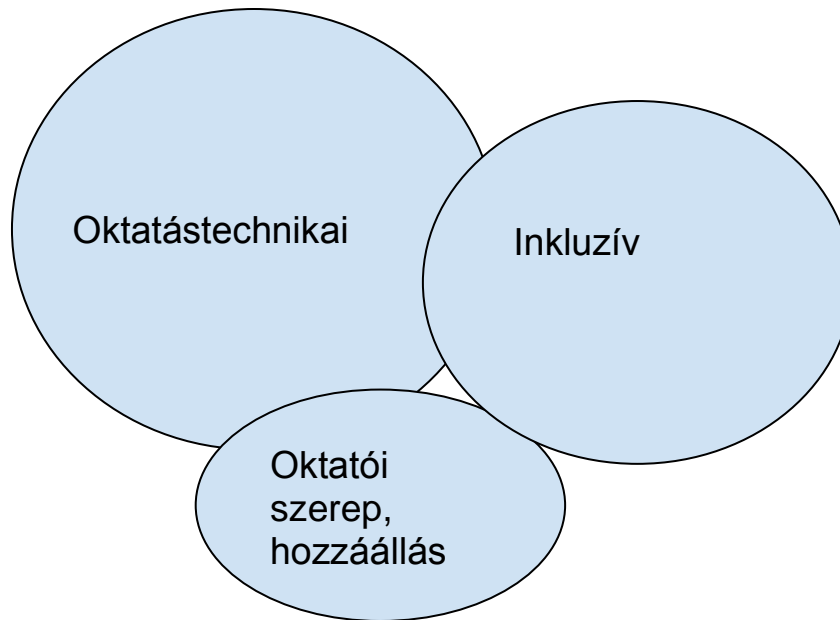 Oktatástechnikai
Inkluzív
Oktatói
szerep,
hozzáállás